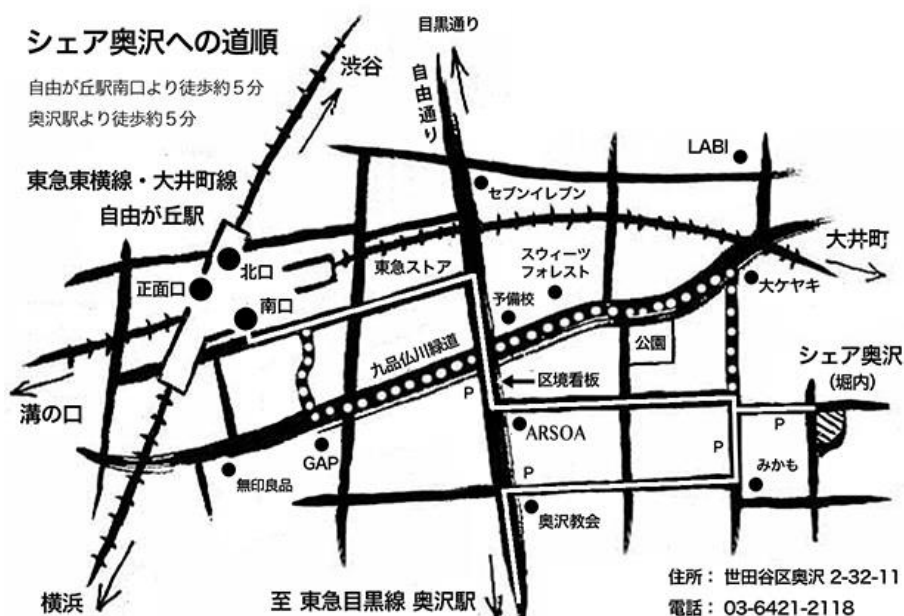 シェア奥沢への道順
自由が丘駅南口より徒歩約5分
奥沢駅より徒歩約5分
目黒通り
渋谷
自由通り
LABI
セブンイレブン
東急東横線・大井町線
自由が丘駅
北口
正面口
南口
東急ストア
スウィーツ
フォレスト
大井町
大ケヤキ
予備校
公園
九品仏川緑道
区境看板
シェア奥沢
(堀内)
溝の口
P
P
P
P
ARSOA
GAP
無印良品
みかも
奥沢教会
横浜
至 東急目黒線 奥沢駅
住所： 世田谷区奥沢 2-32-11
電話： 03-6421-2118